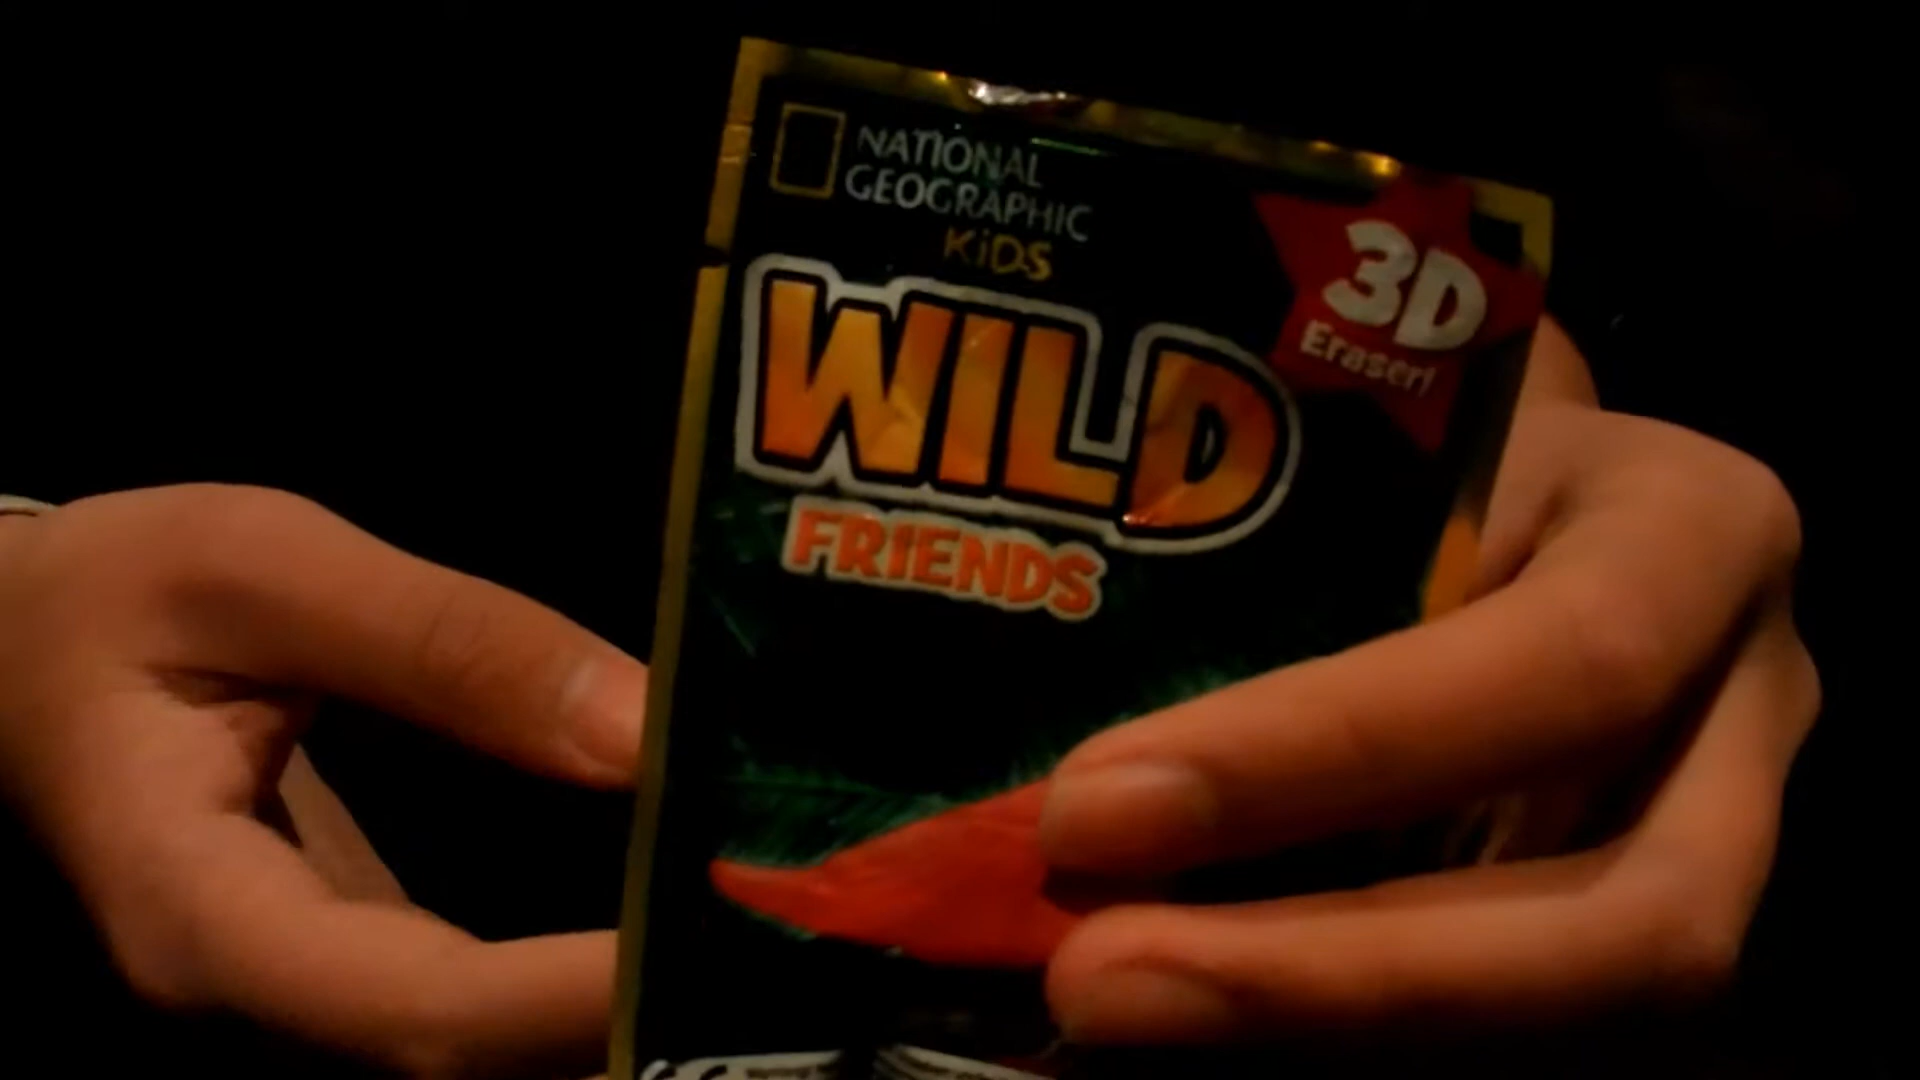 NATIONAL
GEOGRAPHIC
KiDS
3D
Eraser!
WILD
FRIENDS